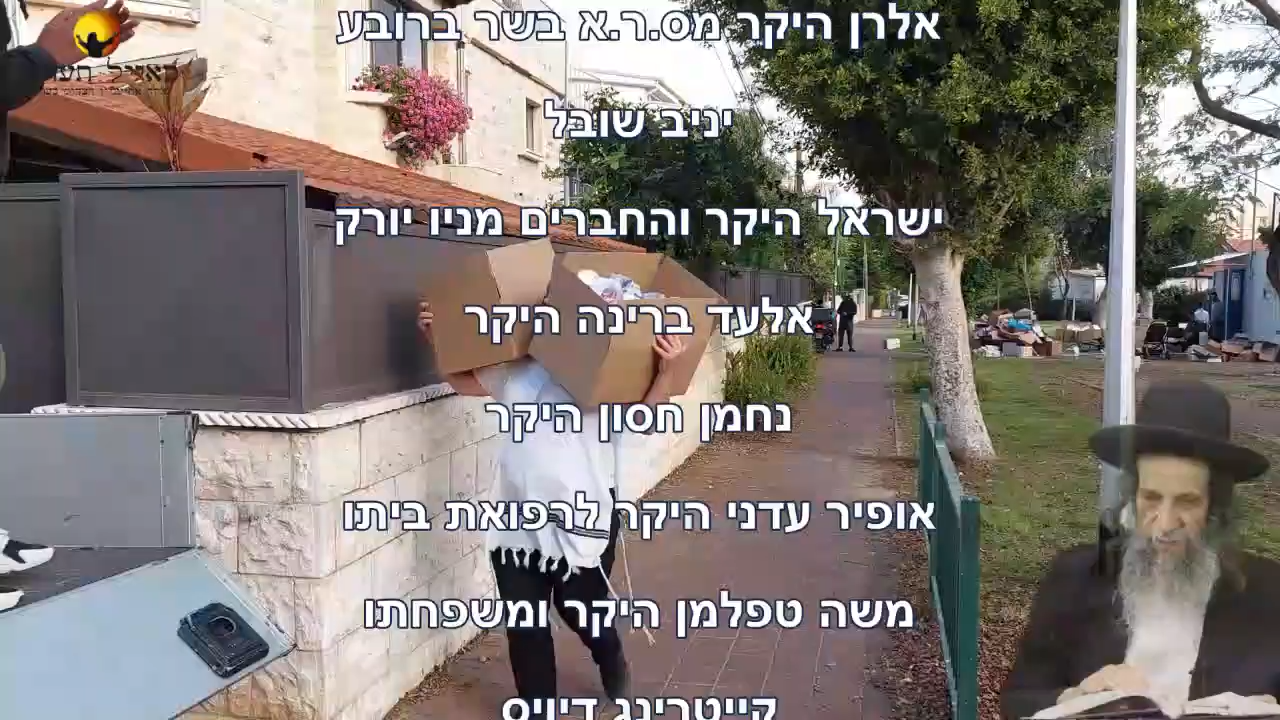 אלרן היקר מס.ר.א בשר ברובע
יניב שובל
ישראל היקר והחברים מניו יורק
אלעד ברינה היקר
נחמן חסון היקר
אופיר עדני היקר לרפואת ביתו
משה טפלמן היקר ומשפחתו
קייטרינג דיויס